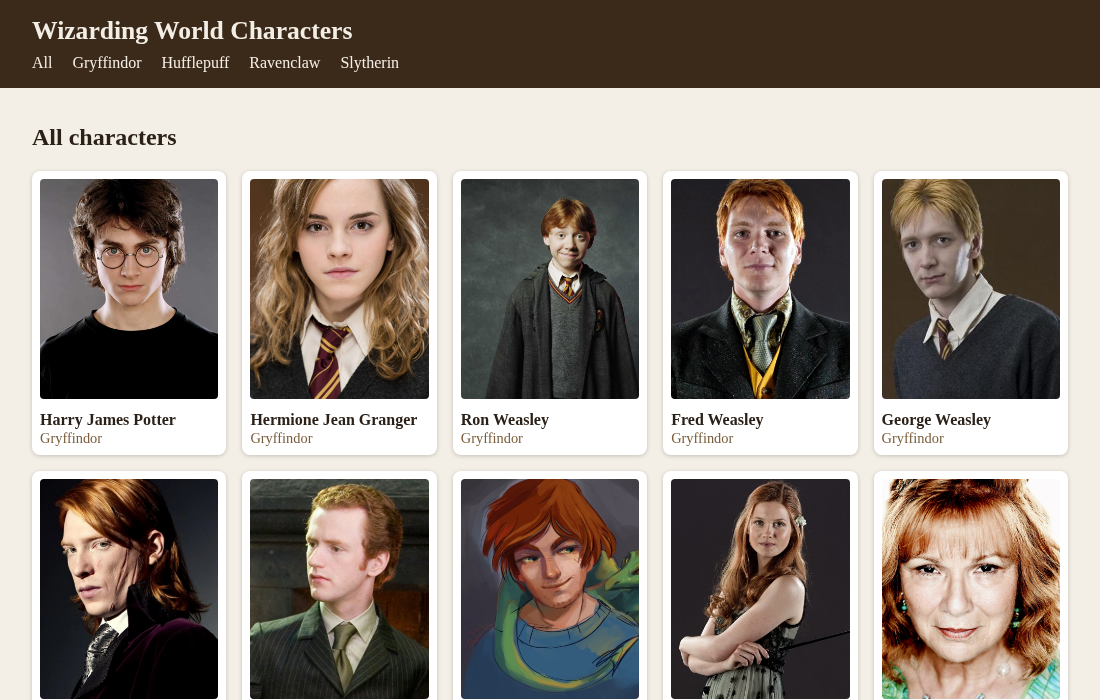 Wizarding World Characters
All Gryffindor Hufflepuff Ravenclaw Slytherin
All characters
Harry James Potter
Gryffindor
Hermione Jean Granger
Gryffindor
Ron Weasley
Gryffindor
Fred Weasley
Gryffindor
George Weasley
Gryffindor